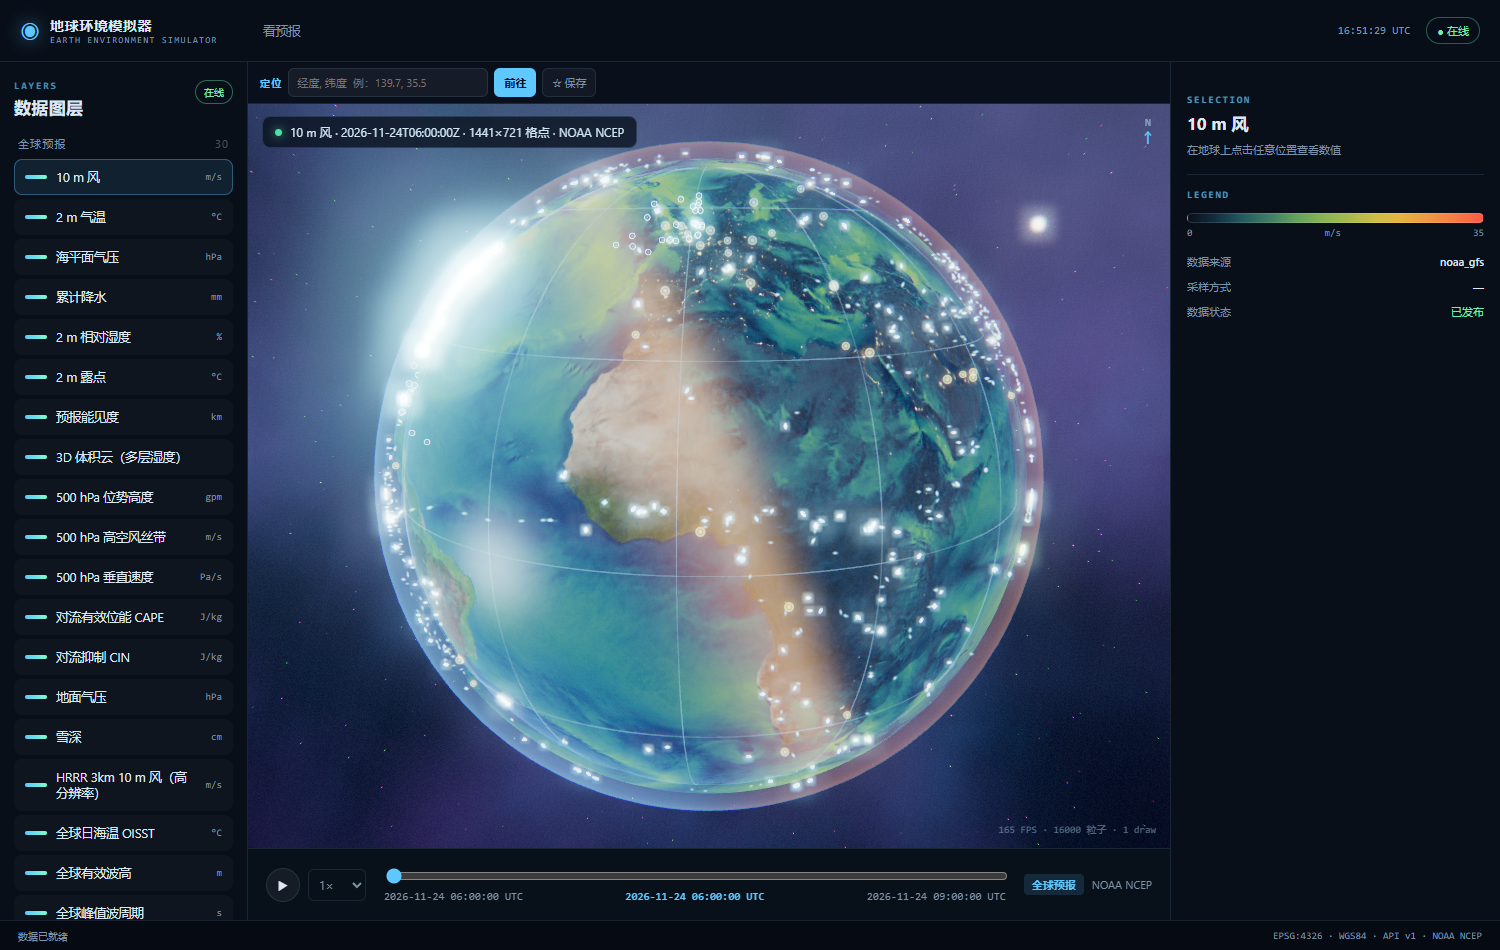 地球环境模拟器
EARTH ENVIRONMENT SIMULATOR
看预报
16:51:29 UTC
● 在线
LAYERS
数据图层
在线
全球预报 30
10 m 风 m/s
2 m 气温 °C
海平面气压 hPa
累计降水 mm
2 m 相对湿度 %
2 m 露点 °C
预报能见度 km
3D 体积云（多层湿度）
500 hPa 位势高度 gpm
500 hPa 高空风丝带 m/s
500 hPa 垂直速度 Pa/s
对流有效位能 CAPE J/kg
对流抑制 CIN J/kg
地面气压 hPa
雪深 cm
HRRR 3km 10 m 风（高
分辨率） m/s
全球日海温 OISST °C
全球有效波高 m
全球峰值波周期 s
定位 经度, 纬度 例：139.7, 35.5 前往 ☆ 保存
10 m 风 · 2026-11-24T06:00:00Z · 1441×721 格点 · NOAA NCEP
N
165 FPS · 16000 粒子 · 1 draw
1×
2026-11-24 06:00:00 UTC 2026-11-24 06:00:00 UTC 2026-11-24 09:00:00 UTC
全球预报 NOAA NCEP
SELECTION
10 m 风
在地球上点击任意位置查看数值
LEGEND
0 m/s 35
数据来源 noaa_gfs
采样方式 —
数据状态 已发布
数据已就绪
EPSG:4326 · WGS84 · API v1 · NOAA NCEP